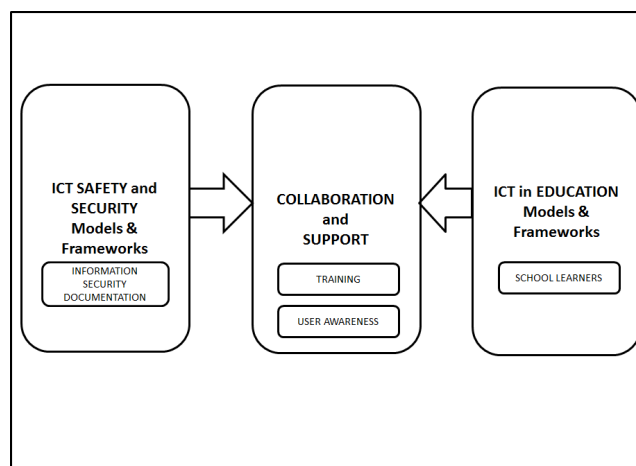 ICT SAFETY and
SECURITY
Models &
Frameworks
INFORMATION
SECURITY
DOCUMENTATION
COLLABORATION
and
SUPPORT
TRAINING
USER AWARENESS
ICT in EDUCATION
Models &
Frameworks
SCHOOL LEARNERS